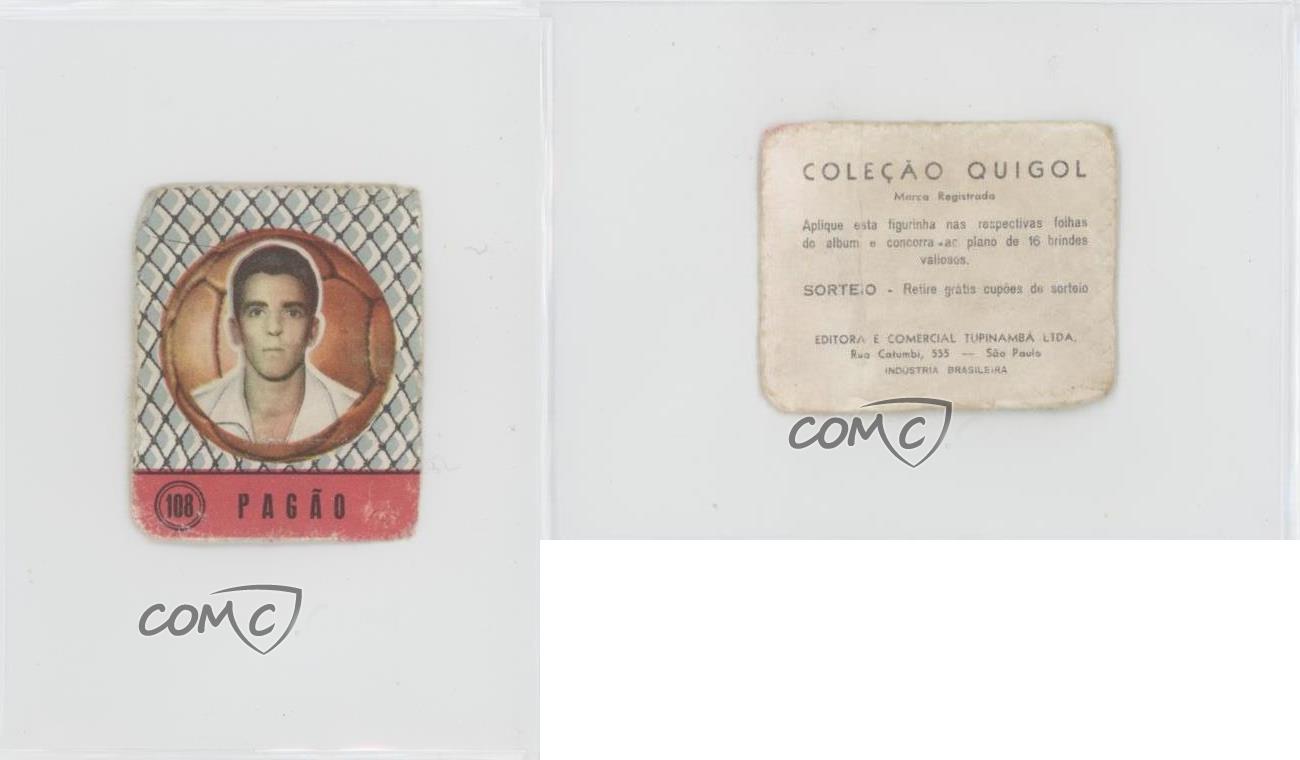 108 PAGÃO
COMC
COLEÇÃO QUIGOL
Marca Registrada
Aplique esta figurinha nas respectivas folhas
do album e concorra ao plano de 16 brindes
valiosos.
SORTEIO - Retire grátis cupões de sorteio
EDITORA E COMERCIAL TUPINAMBÁ LTDA.
Rua Catumbi, 535 — São Paulo
INDÚSTRIA BRASILEIRA
COMC